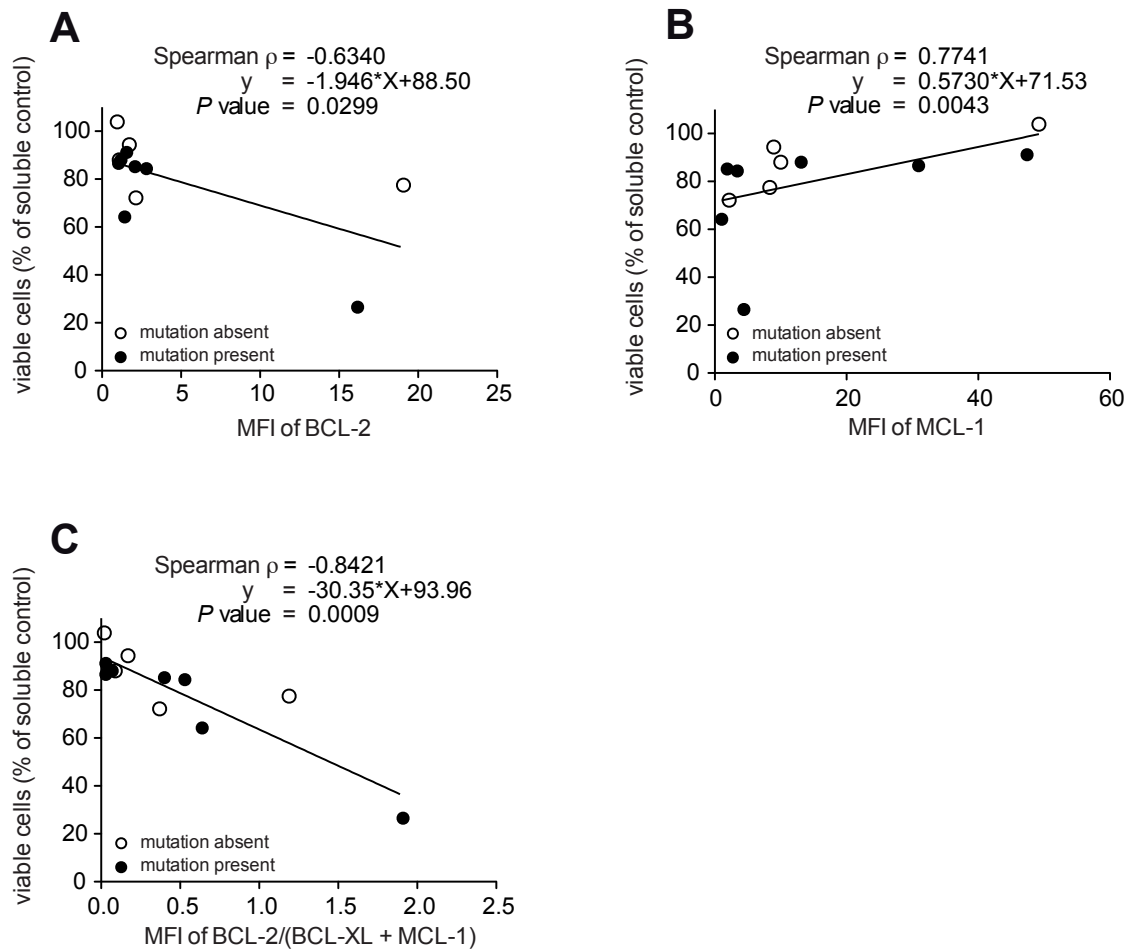 A
Spearman ρ = -0.6340
y = -1.946*X+88.50
P value = 0.0299
viable cells (% of soluble control)
100
80
60
40
20
0
mutation absent
mutation present
0 5 10 15 20 25
MFI of BCL-2
B
Spearman ρ = 0.7741
y = 0.5730*X+71.53
P value = 0.0043
viable cells (% of soluble control)
100
80
60
40
20
0
mutation absent
mutation present
0 20 40 60
MFI of MCL-1
C
Spearman ρ = -0.8421
y = -30.35*X+93.96
P value = 0.0009
viable cells (% of soluble control)
100
80
60
40
20
0
mutation absent
mutation present
0.0 0.5 1.0 1.5 2.0 2.5
MFI of BCL-2/(BCL-XL + MCL-1)